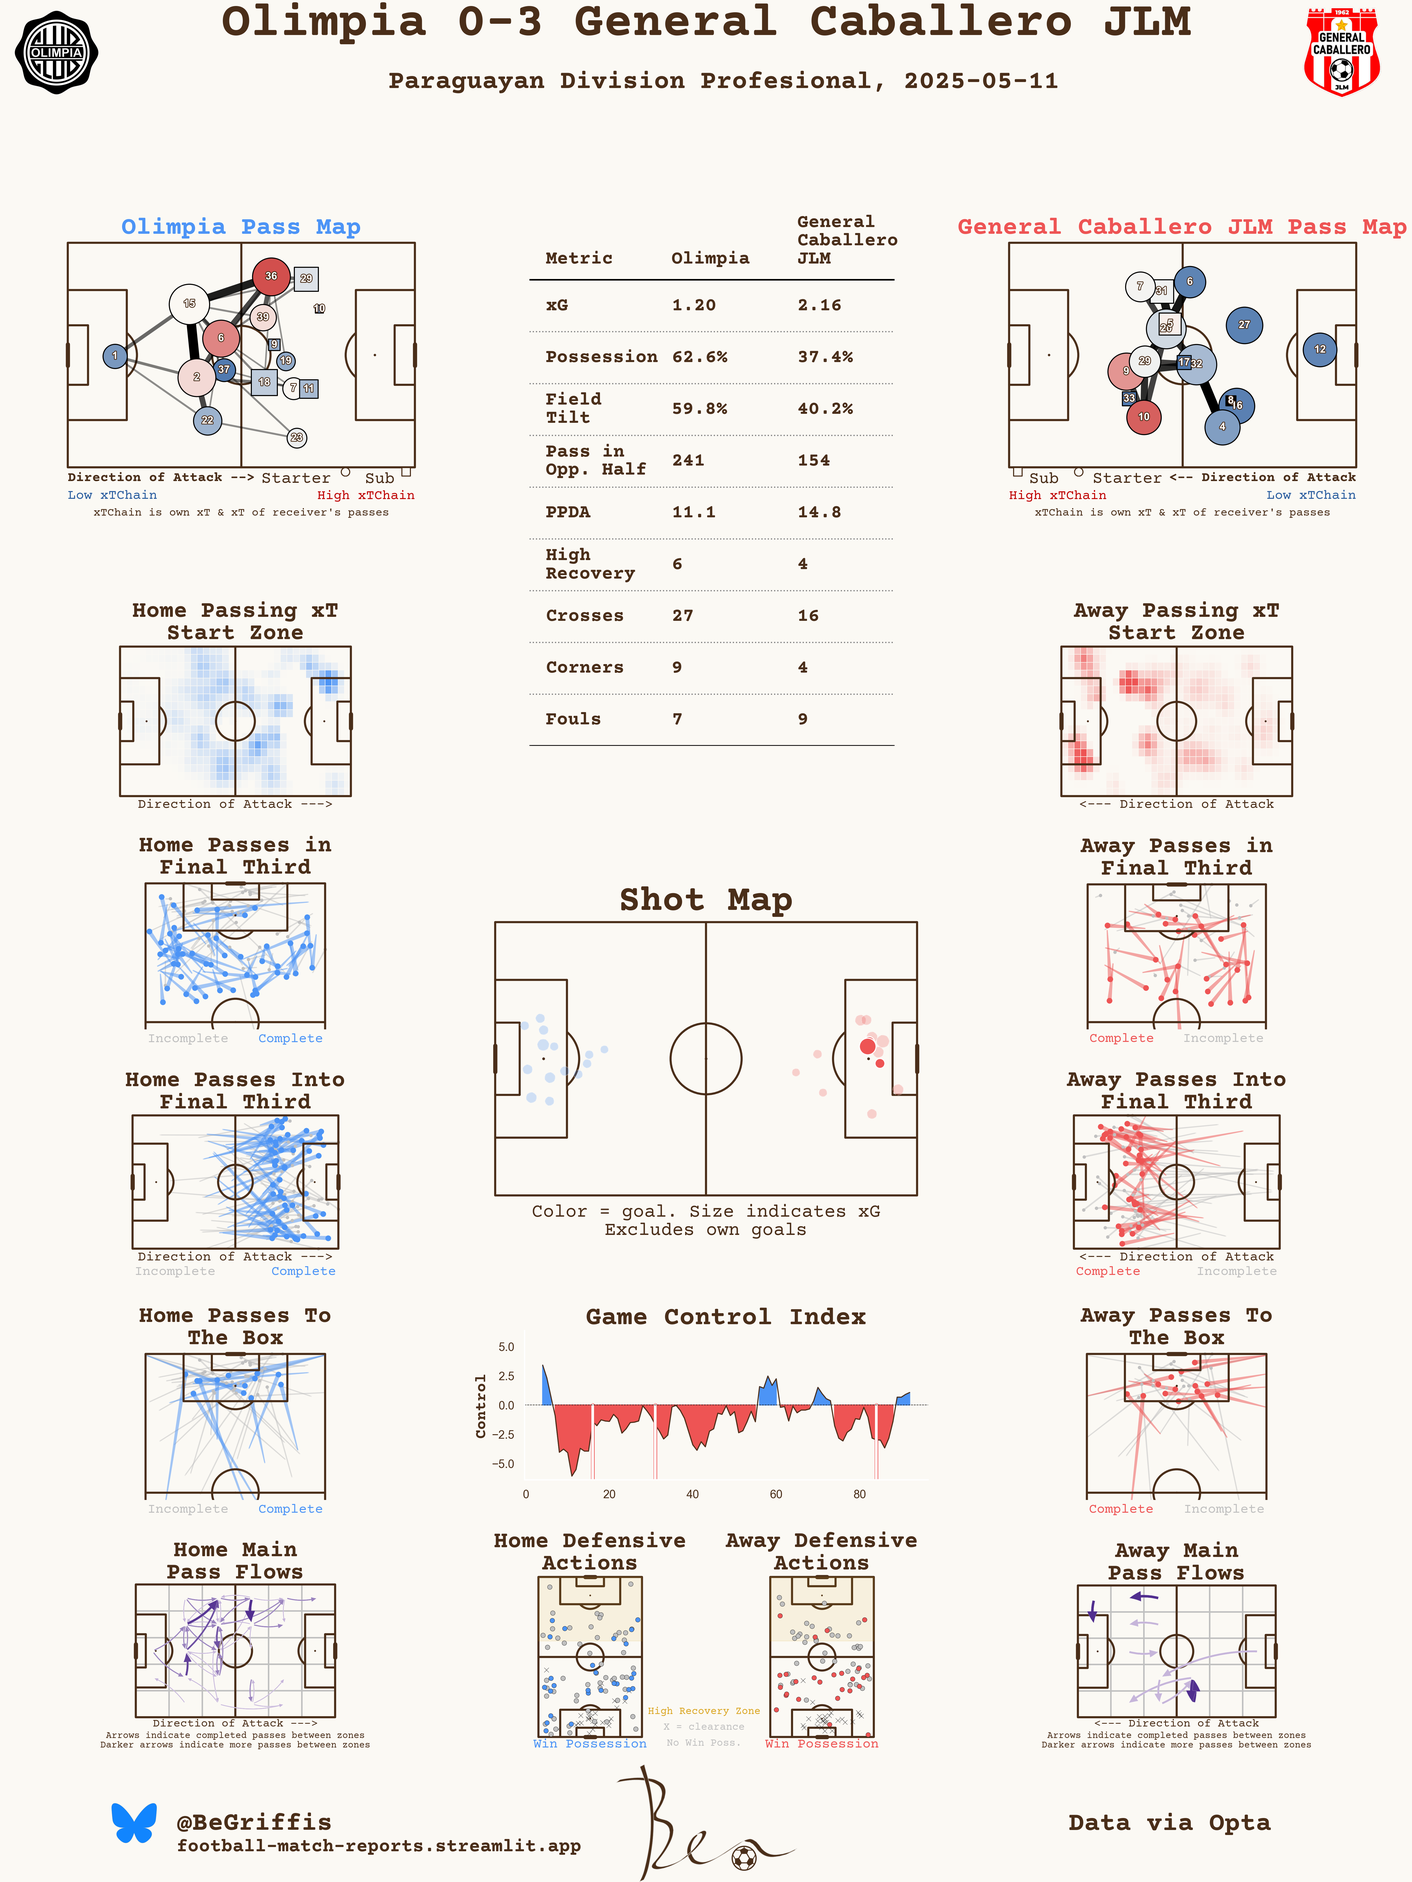 Olimpia 0-3 General Caballero JLM
Paraguayan Division Profesional, 2025-05-11
OLIMPIA
1962
GENERAL
CABALLERO
JLM
Olimpia Pass Map
36
29
10
15
39
6
9
19
1
37
2
18
7
11
22
23
Direction of Attack --> Starter Sub
Low xTChain High xTChain
xTChain is own xT & xT of receiver's passes
Metric Olimpia General Caballero JLM
xG 1.20 2.16
Possession 62.6% 37.4%
Field Tilt 59.8% 40.2%
Pass in Opp. Half 241 154
PPDA 11.1 14.8
High Recovery 6 4
Crosses 27 16
Corners 9 4
Fouls 7 9
General Caballero JLM Pass Map
7
31
6
5
27
12
29
9
17
32
33
8
16
10
4
Sub Starter <-- Direction of Attack
High xTChain Low xTChain
xTChain is own xT & xT of receiver's passes
Home Passing xT
Start Zone
Direction of Attack --->
Away Passing xT
Start Zone
<--- Direction of Attack
Home Passes in
Final Third
Incomplete Complete
Away Passes in
Final Third
Complete Incomplete
Shot Map
Color = goal. Size indicates xG
Excludes own goals
Home Passes Into
Final Third
Direction of Attack --->
Incomplete Complete
Away Passes Into
Final Third
<--- Direction of Attack
Complete Incomplete
Home Passes To
The Box
Incomplete Complete
Game Control Index
Control
5.0
2.5
0.0
−2.5
−5.0
0 20 40 60 80
Away Passes To
The Box
Complete Incomplete
Home Main
Pass Flows
Direction of Attack --->
Arrows indicate completed passes between zones
Darker arrows indicate more passes between zones
Home Defensive
Actions
Win Possession
High Recovery Zone
X = clearance
No Win Poss.
Away Defensive
Actions
Win Possession
Away Main
Pass Flows
<--- Direction of Attack
Arrows indicate completed passes between zones
Darker arrows indicate more passes between zones
@BeGriffis
football-match-reports.streamlit.app
Ben
Data via Opta